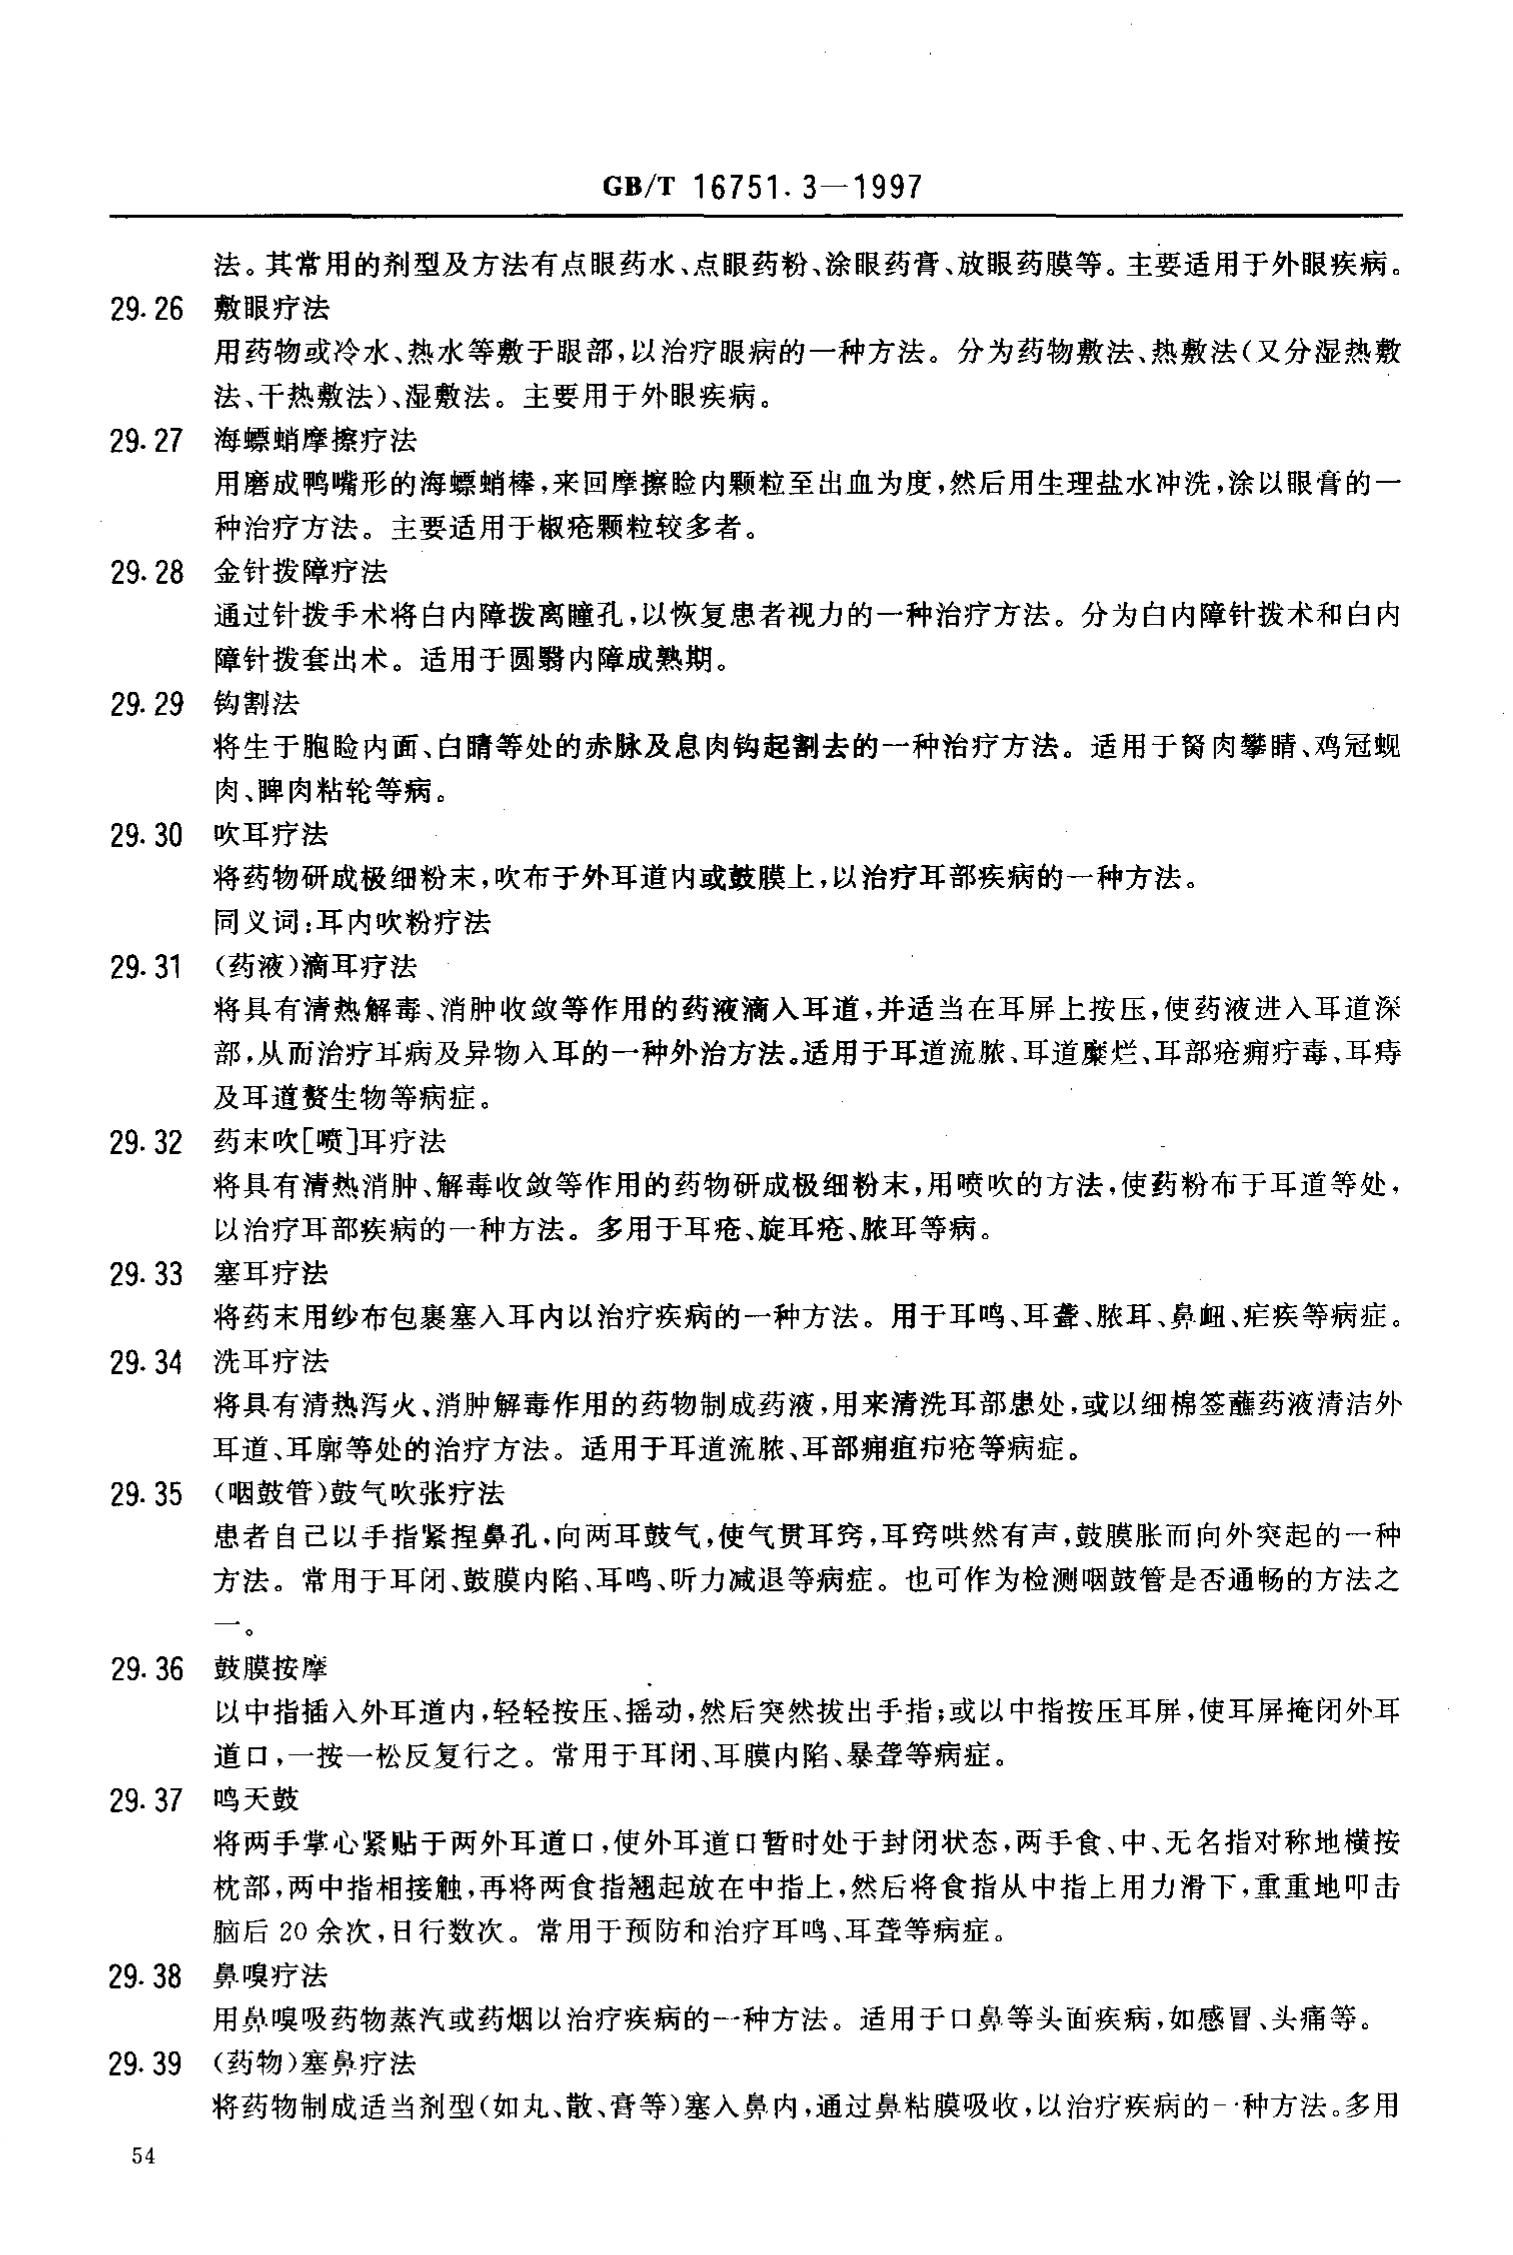 GB/T 16751.3—1997
法。其常用的剂型及方法有点眼药水、点眼药粉、涂眼药膏、放眼药膜等。主要适用于外眼疾病。
29.26 敷眼疗法
用药物或冷水、热水等敷于眼部,以治疗眼病的一种方法。分为药物敷法、热敷法(又分湿热敷
法、干热敷法)、湿敷法。主要用于外眼疾病。
29.27 海螵蛸摩擦疗法
用磨成鸭嘴形的海螵蛸棒,来回摩擦睑内颗粒至出血为度,然后用生理盐水冲洗,涂以眼膏的一
种治疗方法。主要适用于椒疮颗粒较多者。
29.28 金针拨障疗法
通过针拨手术将白内障拨离瞳孔,以恢复患者视力的一种治疗方法。分为白内障针拨术和白内
障针拨套出术。适用于圆翳内障成熟期。
29.29 钩割法
将生于胞睑内面、白睛等处的赤脉及息肉钩起割去的一种治疗方法。适用于胬肉攀睛、鸡冠蚬
肉、脾肉粘轮等病。
29.30 吹耳疗法
将药物研成极细粉末,吹布于外耳道内或鼓膜上,以治疗耳部疾病的一种方法。
同义词:耳内吹粉疗法
29.31 (药液)滴耳疗法
将具有清热解毒、消肿收敛等作用的药液滴入耳道,并适当在耳屏上按压,使药液进入耳道深
部,从而治疗耳病及异物入耳的一种外治方法。适用于耳道流脓、耳道糜烂、耳部疮痈疔毒、耳痔
及耳道赘生物等病症。
29.32 药末吹[喷]耳疗法
将具有清热消肿、解毒收敛等作用的药物研成极细粉末,用喷吹的方法,使药粉布于耳道等处,
以治疗耳部疾病的一种方法。多用于耳疮、旋耳疮、脓耳等病。
29.33 塞耳疗法
将药末用纱布包裹塞入耳内以治疗疾病的一种方法。用于耳鸣、耳聋、脓耳、鼻衄、疟疾等病症。
29.34 洗耳疗法
将具有清热泻火、消肿解毒作用的药物制成药液,用来清洗耳部患处,或以细棉签蘸药液清洁外
耳道、耳廓等处的治疗方法。适用于耳道流脓、耳部痈疽疖疮等病症。
29.35 (咽鼓管)鼓气吹张疗法
患者自己以手指紧捏鼻孔,向两耳鼓气,使气贯耳窍,耳窍哄然有声,鼓膜胀而向外突起的一种
方法。常用于耳闭、鼓膜内陷、耳鸣、听力减退等病症。也可作为检测咽鼓管是否通畅的方法之
一。
29.36 鼓膜按摩
以中指插入外耳道内,轻轻按压、摇动,然后突然拔出手指;或以中指按压耳屏,使耳屏掩闭外耳
道口,一按一松反复行之。常用于耳闭、耳膜内陷、暴聋等病症。
29.37 鸣天鼓
将两手掌心紧贴于两外耳道口,使外耳道口暂时处于封闭状态,两手食、中、无名指对称地横按
枕部,两中指相接触,再将两食指翘起放在中指上,然后将食指从中指上用力滑下,重重地叩击
脑后 20 余次,日行数次。常用于预防和治疗耳鸣、耳聋等病症。
29.38 鼻嗅疗法
用鼻嗅吸药物蒸汽或药烟以治疗疾病的一种方法。适用于口鼻等头面疾病,如感冒、头痛等。
29.39 (药物)塞鼻疗法
将药物制成适当剂型(如丸、散、膏等)塞入鼻内,通过鼻粘膜吸收,以治疗疾病的一种方法。多用
54